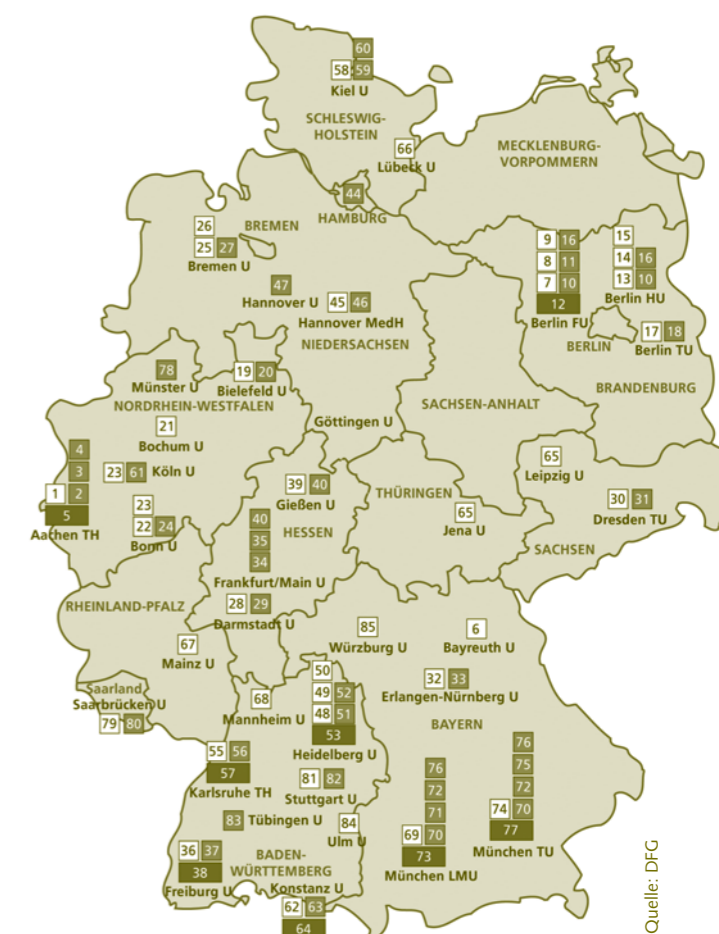 60
58 59
Kiel U
SCHLESWIG-
HOLSTEIN
66
Lübeck U
MECKLENBURG-
VORPOMMERN
44
HAMBURG
26
25 27
Bremen U
BREMEN
9 16
8 11
7 10
12
Berlin FU
15
14 16
13 10
Berlin HU
17 18
Berlin TU
BERLIN
BRANDENBURG
47
Hannover U
45 46
Hannover MedH
NIEDERSACHSEN
78
Münster U
19 20
Bielefeld U
NORDRHEIN-WESTFALEN
21
Bochum U
Göttingen U
SACHSEN-ANHALT
4
3
1 2
5
Aachen TH
23 61 Köln U
23
22 24
Bonn U
39 40
Gießen U
40
35
34
HESSEN
Frankfurt/Main U
THÜRINGEN
65
Jena U
65
Leipzig U
30 31
Dresden TU
SACHSEN
RHEINLAND-PFALZ
28 29
Darmstadt U
67
Mainz U
85
Würzburg U
6
Bayreuth U
Saarland
Saarbrücken U
79 80
68
Mannheim U
50
49 52
48 51
53
Heidelberg U
32 33
Erlangen-Nürnberg U
BAYERN
55 56
57
Karlsruhe TH
81 82
Stuttgart U
83 Tübingen U
84
Ulm U
36 37
38
Freiburg U
BADEN-
WÜRTTEMBERG
Konstanz U
62 63
64
76
72
71
69 70
73
München LMU
76
75
72
74 70
77
München TU
Quelle: DFG